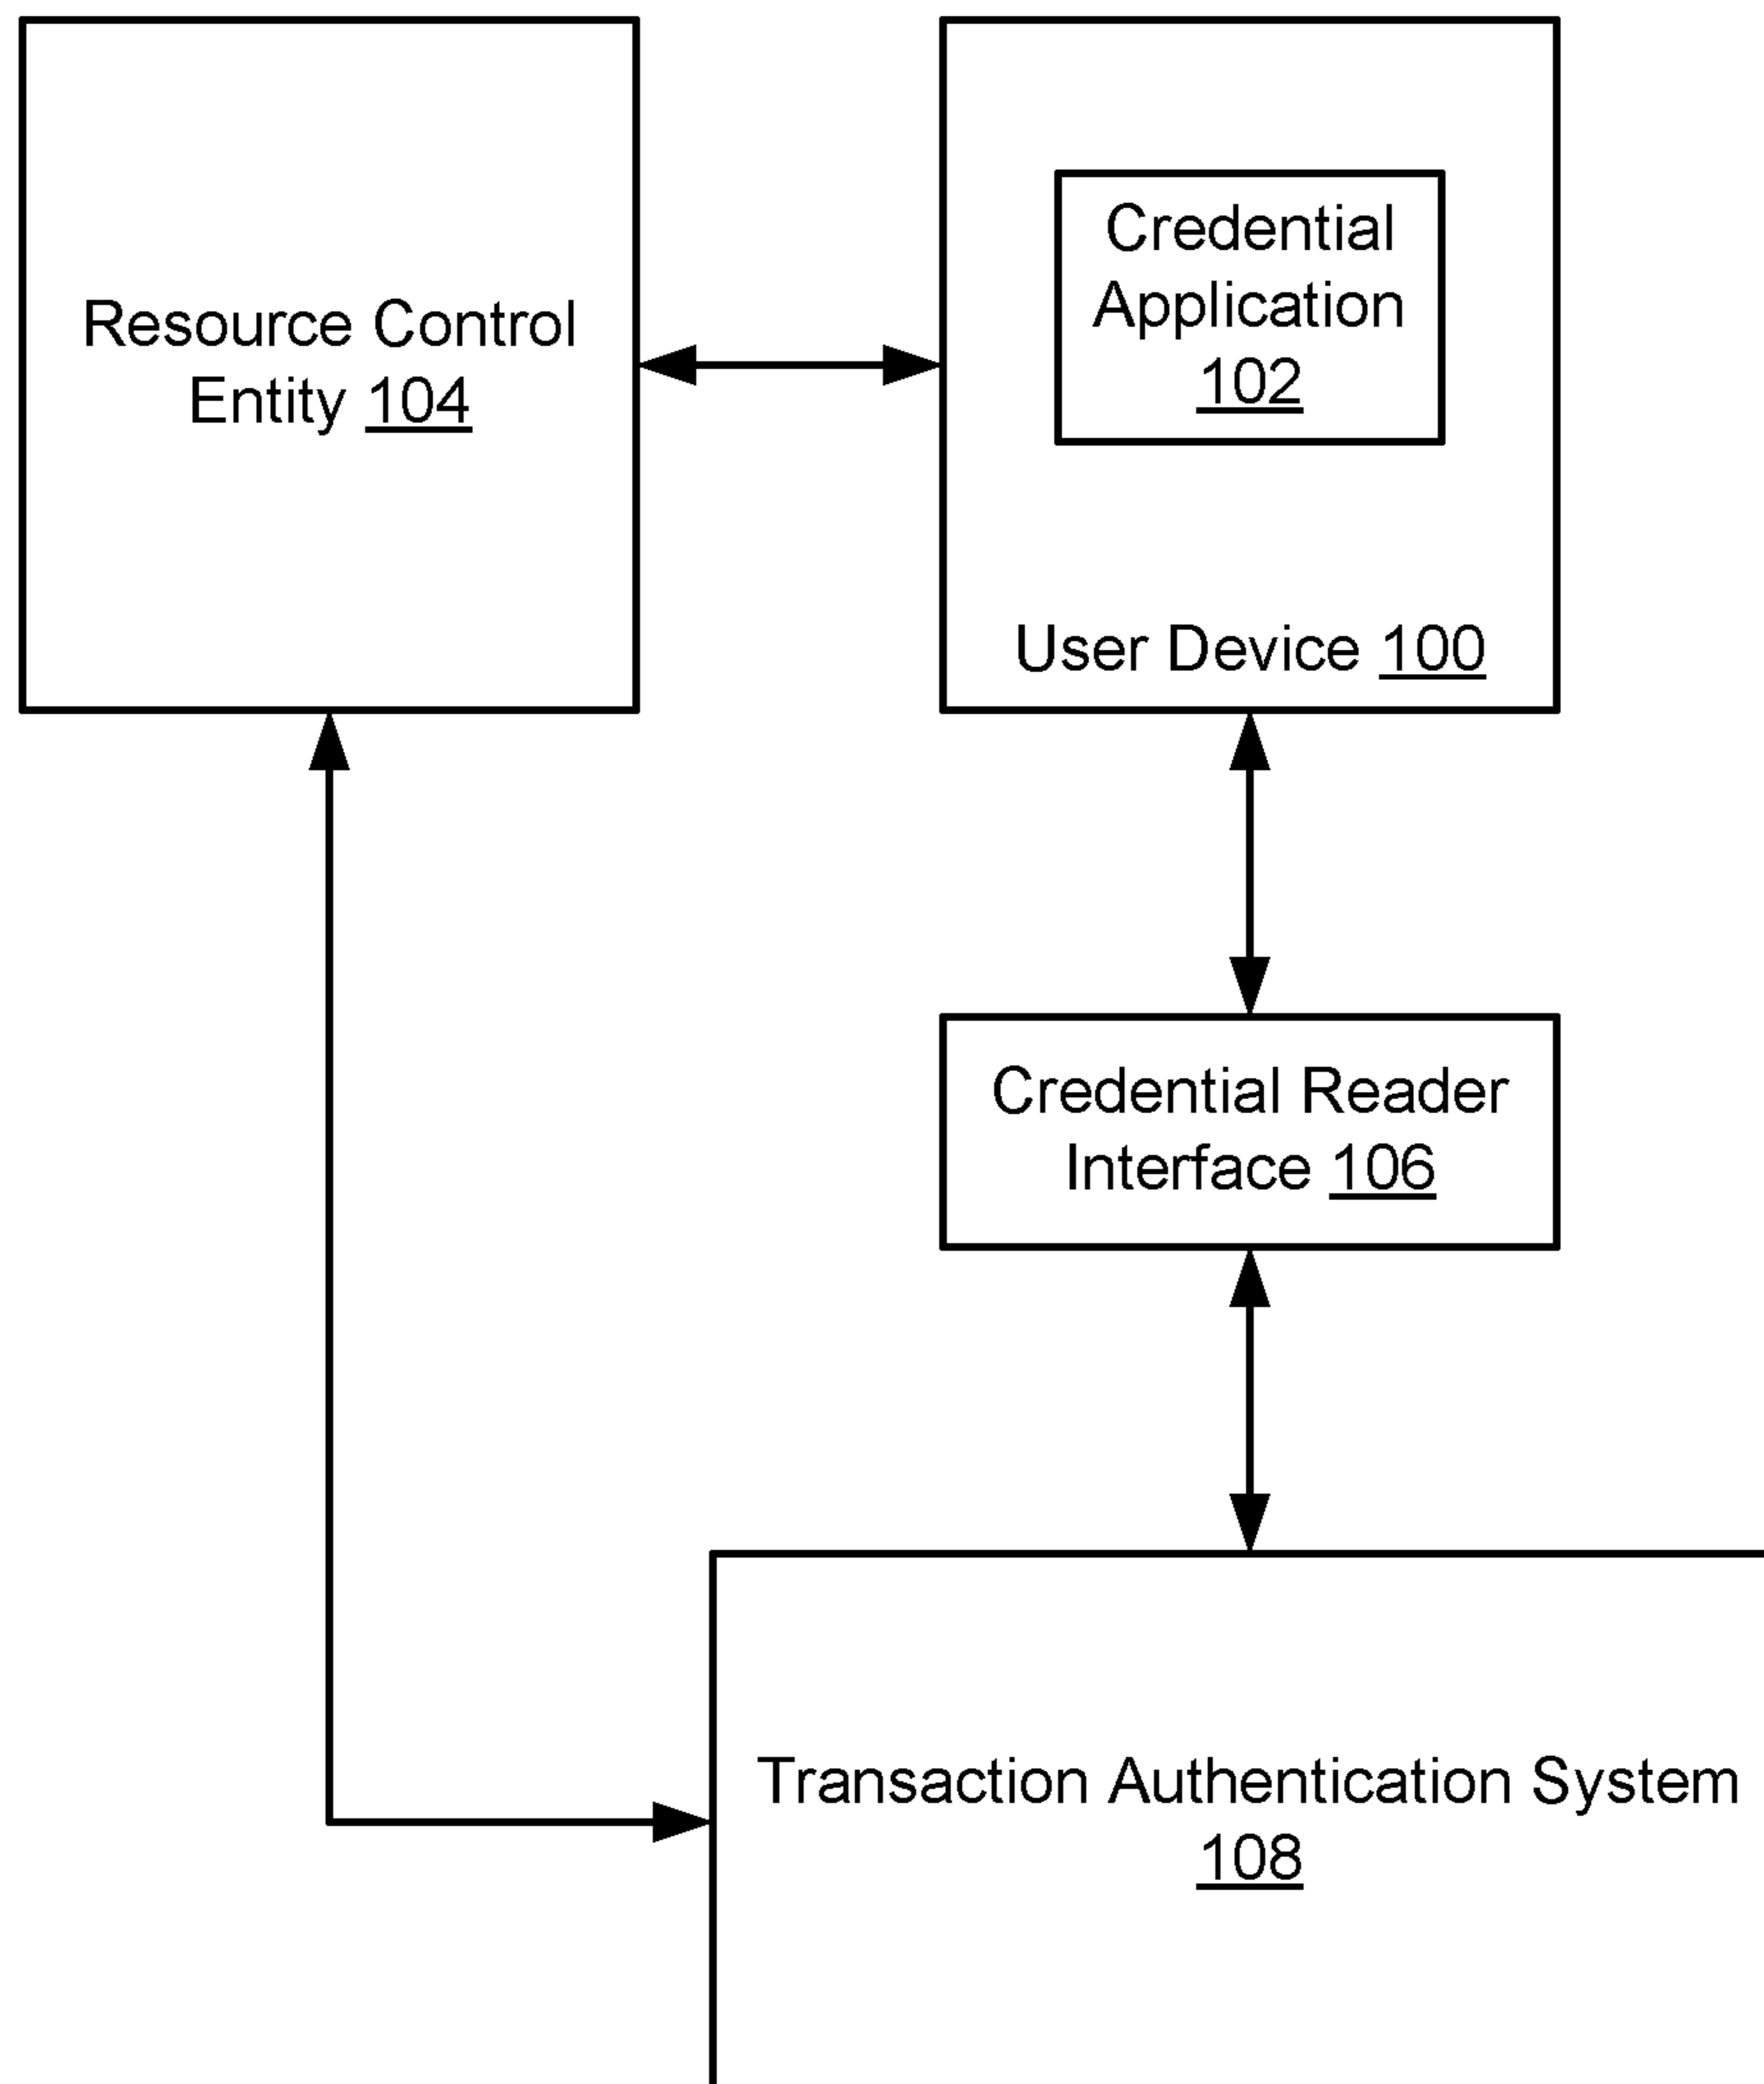 Resource Control
Entity 104
Credential
Application
102
User Device 100
Credential Reader
Interface 106
Transaction Authentication System
108